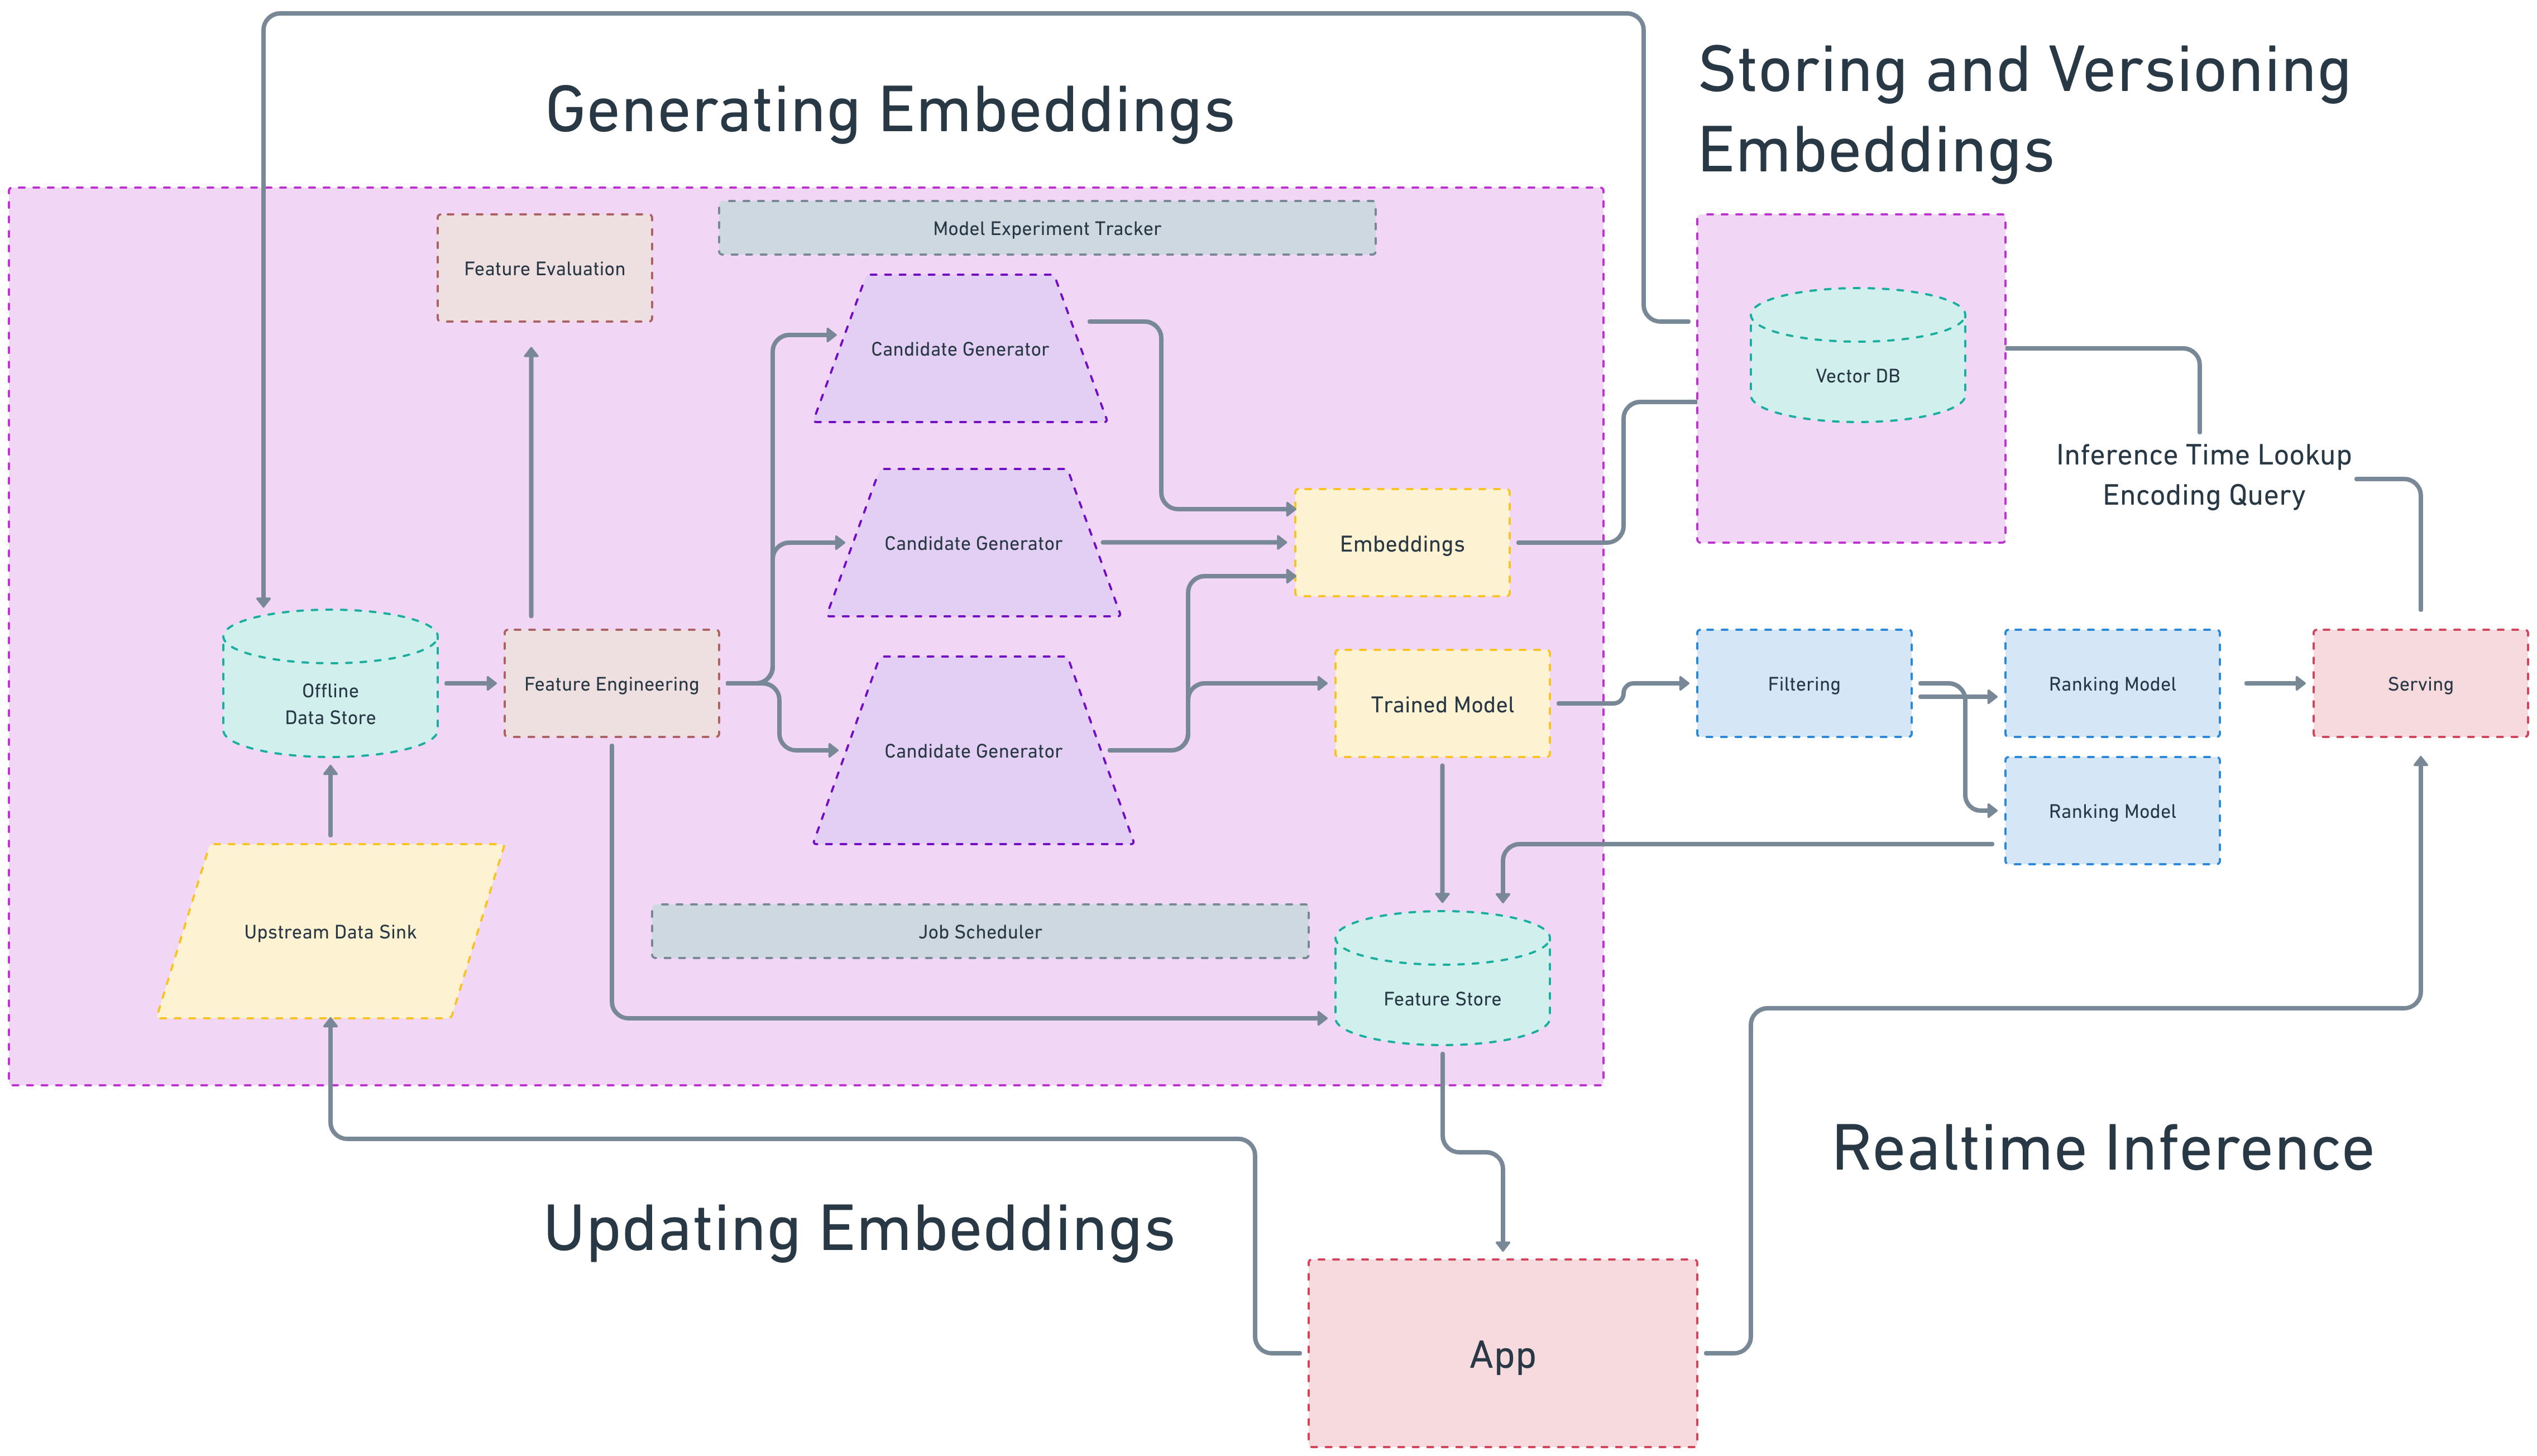 Generating Embeddings
Storing and Versioning
Embeddings
Model Experiment Tracker
Feature Evaluation
Candidate Generator
Vector DB
Inference Time Lookup
Encoding Query
Candidate Generator
Embeddings
Offline
Data Store
Feature Engineering
Candidate Generator
Trained Model
Filtering
Ranking Model
Serving
Ranking Model
Upstream Data Sink
Job Scheduler
Feature Store
Updating Embeddings
Realtime Inference
App